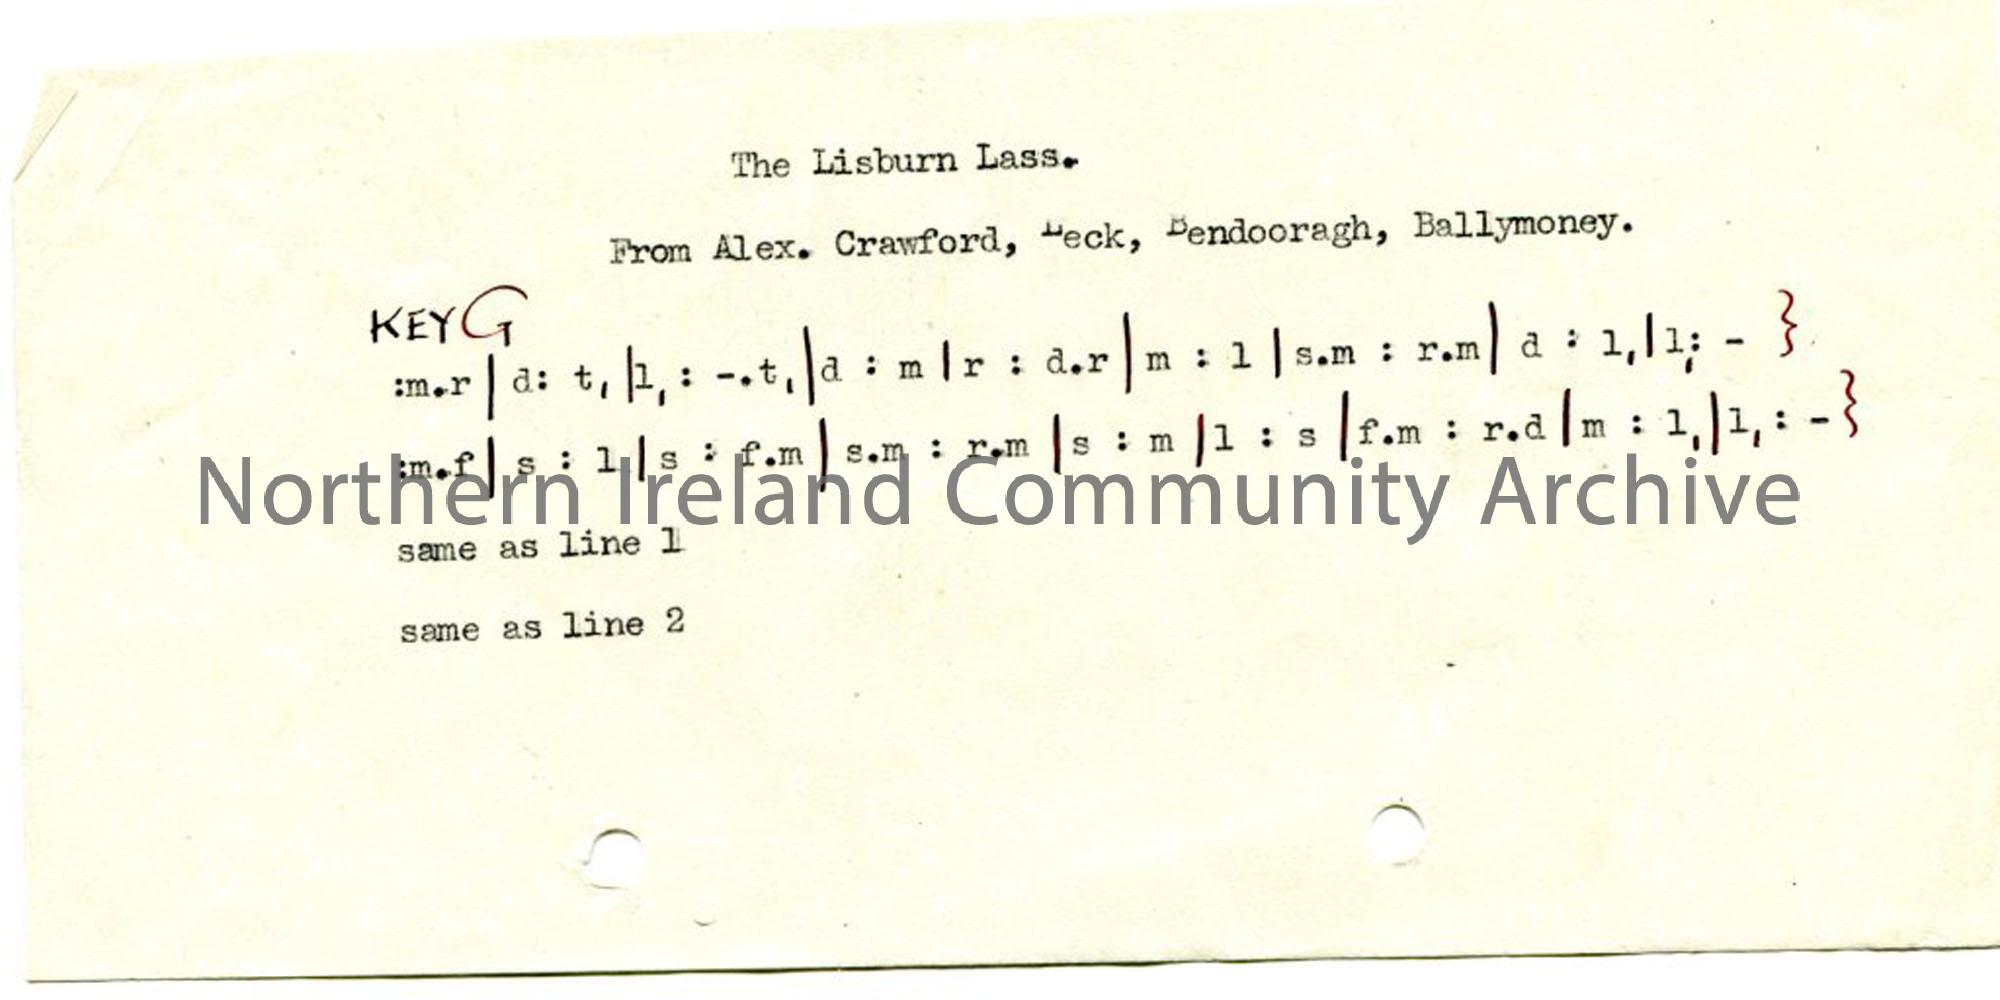 The Lisburn Lass.
From Alex. Crawford, Leck, Bendooragh, Ballymoney.
KEY G
:m.r | d: t, |l, : -.t, |d : m | r : d.r | m : l | s.m : r.m | d : l, | l, : - }
:m.f | s : l | s : f.m | s.m : r.m | s : m | l : s | f.m : r.d | m : l, | l, : - }
Northern Ireland Community Archive
same as line 1
same as line 2